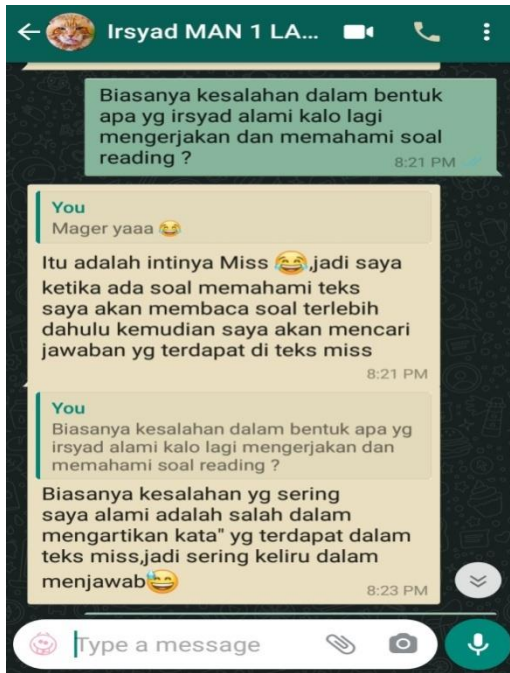 Irsyad MAN 1 LA...
Biasanya kesalahan dalam bentuk
apa yg irsyad alami kalo lagi
mengerjakan dan memahami soal
reading ?
8:21 PM
You
Mager yaaa 😂
Itu adalah intinya Miss 😂,jadi saya
ketika ada soal memahami teks
saya akan membaca soal terlebih
dahulu kemudian saya akan mencari
jawaban yg terdapat di teks miss
8:21 PM
You
Biasanya kesalahan dalam bentuk apa yg
irsyad alami kalo lagi mengerjakan dan
memahami soal reading ?
Biasanya kesalahan yg sering
saya alami adalah salah dalam
mengartikan kata" yg terdapat dalam
teks miss,jadi sering keliru dalam
menjawab😅
8:23 PM
Type a message